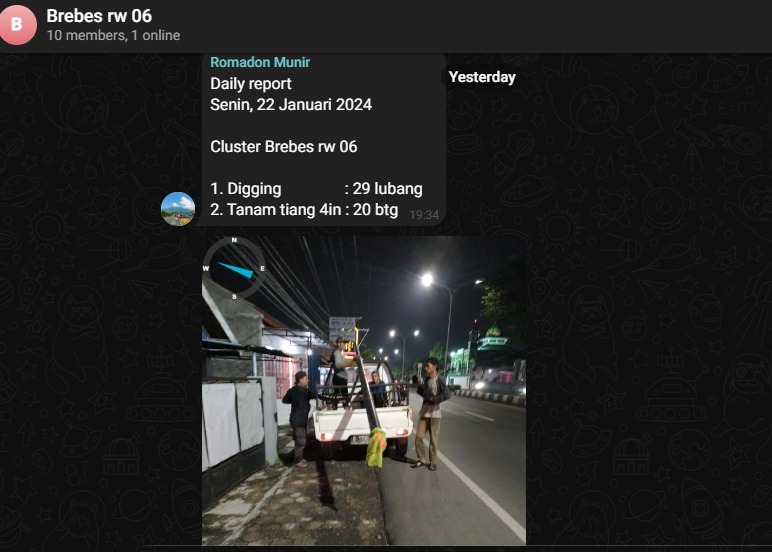 B
Brebes rw 06
10 members, 1 online
Romadon Munir
Yesterday
Daily report
Senin, 22 Januari 2024
Cluster Brebes rw 06
1. Digging : 29 lubang
2. Tanam tiang 4in : 20 btg 19:34
N
W E
S